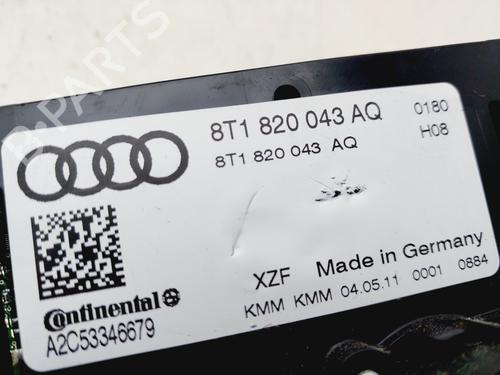 B-PARTS
8T1 820 043 AQ 0180
8T1 820 043 AQ H08
XZF Made in Germany
Continental
KMM KMM 04.05.11 0001 0884
A2C53346679